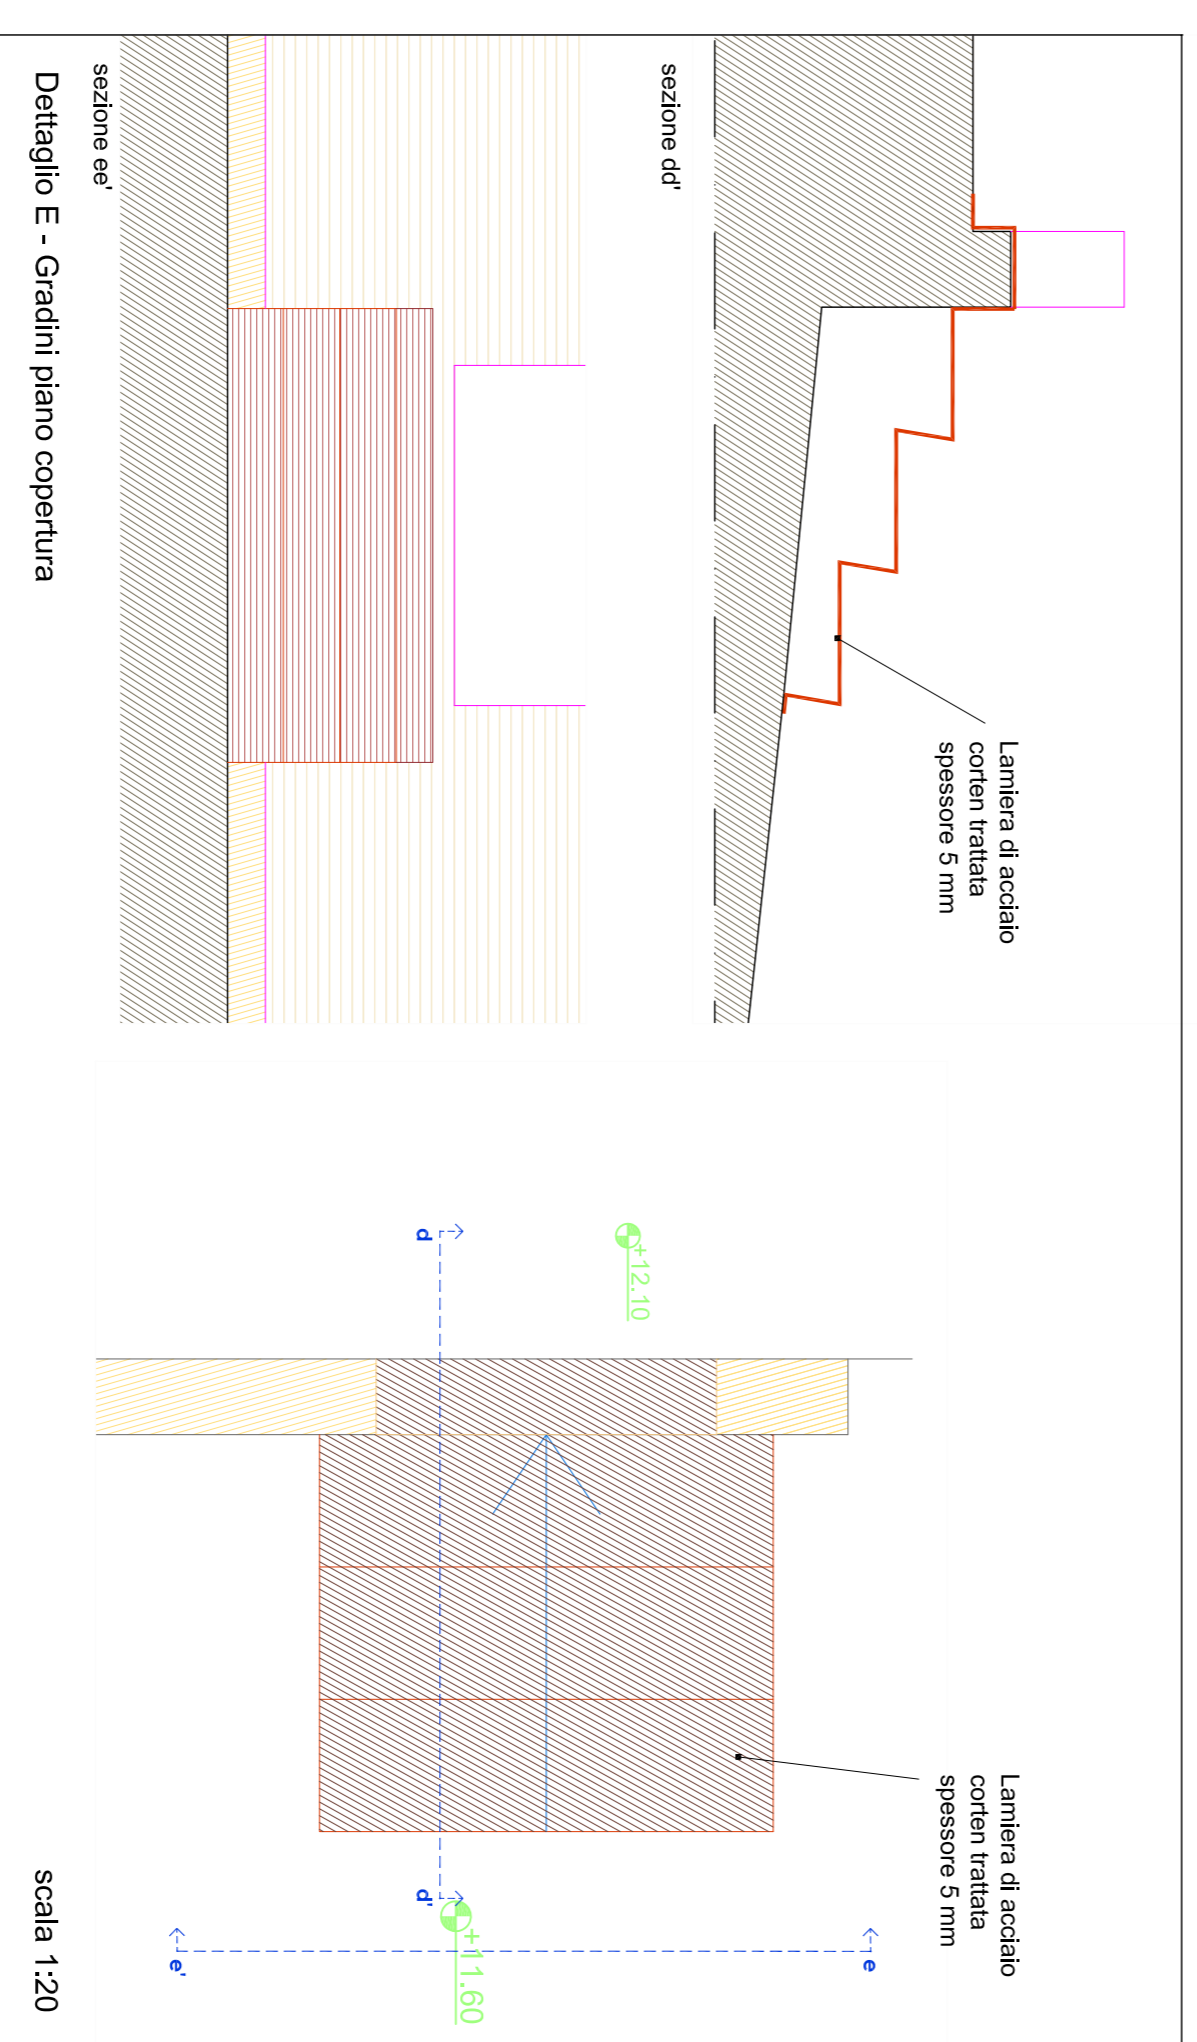 sezione dd'
Lamiera di acciaio
corten trattata
spessore 5 mm
sezione ee'
Dettaglio E - Gradini piano copertura
+12.10
d
d'
+11.60
e
e'
Lamiera di acciaio
corten trattata
spessore 5 mm
scala 1:20